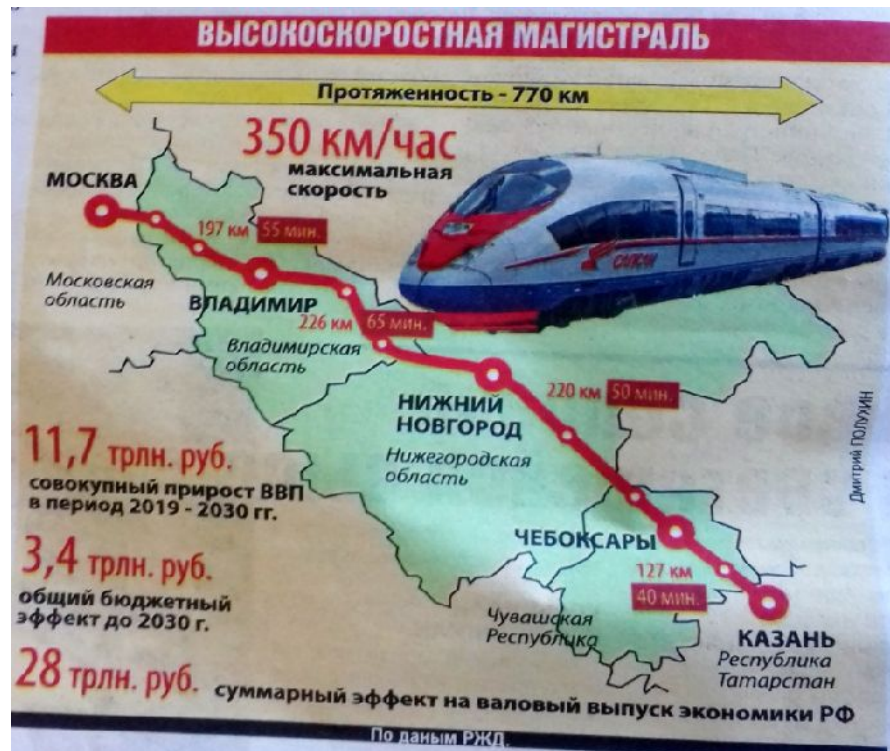 ВЫСОКОСКОРОСТНАЯ МАГИСТРАЛЬ
Протяженность - 770 км
350 км/час
максимальная
скорость
МОСКВА
197 км 55 мин.
Московская
область
ВЛАДИМИР
226 км 65 мин.
Владимирская
область
НИЖНИЙ
НОВГОРОД
220 км 50 мин.
Нижегородская
область
Дмитрий ПОЛУХИН
11,7 трлн. руб.
совокупный прирост ВВП
в период 2019 - 2030 гг.
ЧЕБОКСАРЫ
127 км
40 мин.
3,4 трлн. руб.
общий бюджетный
эффект до 2030 г.
Чувашская
Республика
КАЗАНЬ
Республика
Татарстан
28 трлн. руб. суммарный эффект на валовый выпуск экономики РФ
По даным РЖД.